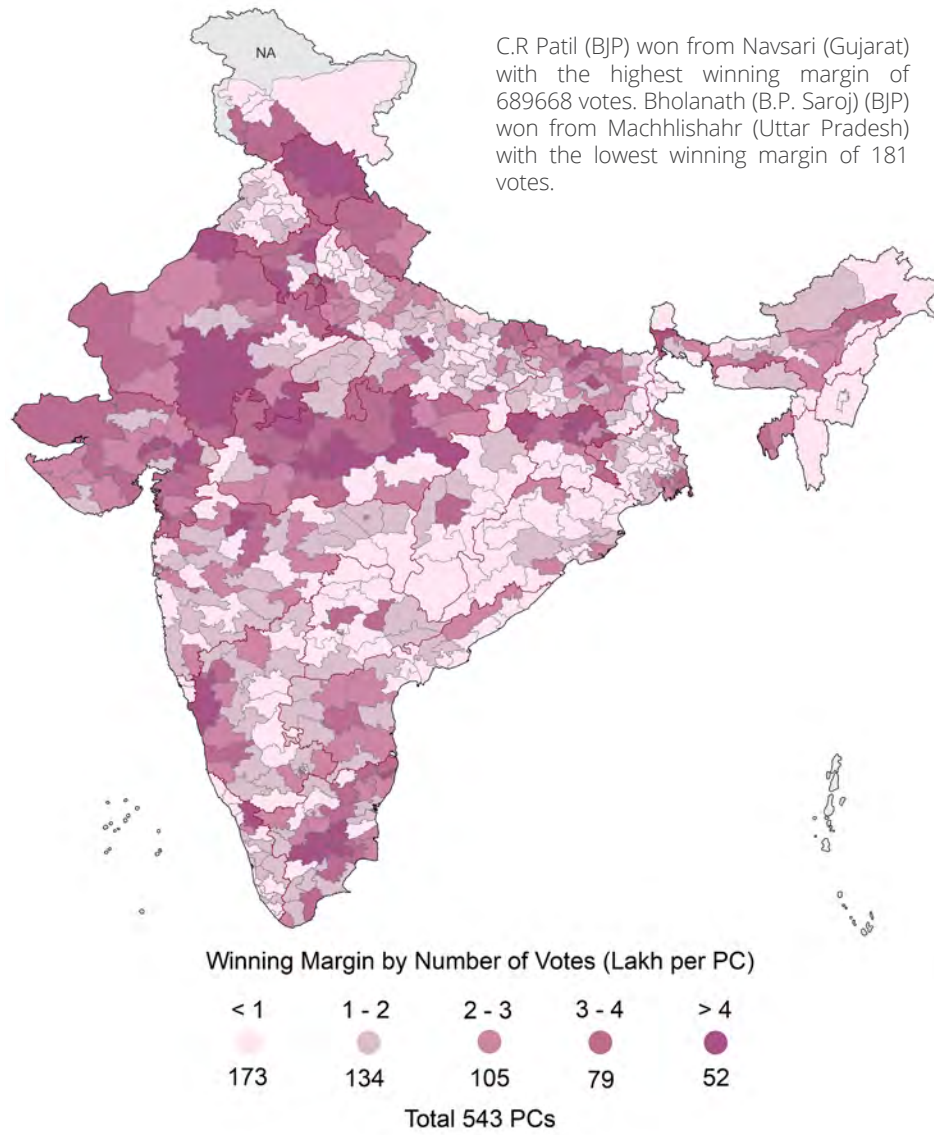 NA
C.R Patil (BJP) won from Navsari (Gujarat)
with the highest winning margin of
689668 votes. Bholanath (B.P. Saroj) (BJP)
won from Machhlishahr (Uttar Pradesh)
with the lowest winning margin of 181
votes.
Winning Margin by Number of Votes (Lakh per PC)
< 1 1 - 2 2 - 3 3 - 4 > 4
173 134 105 79 52
Total 543 PCs